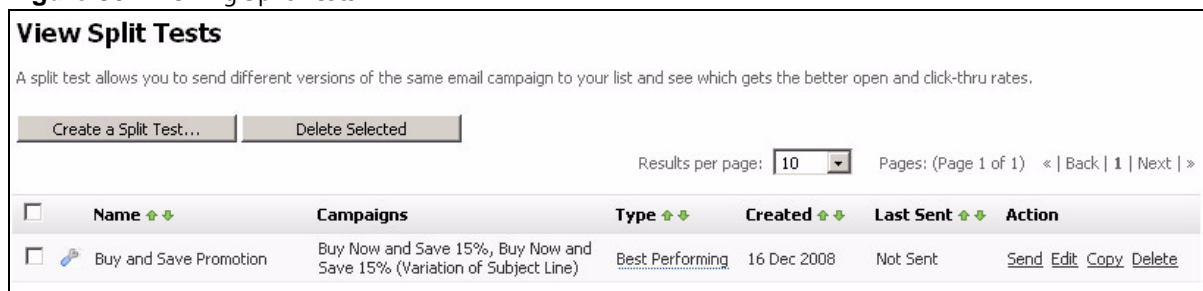 View Split Tests
A split test allows you to send different versions of the same email campaign to your list and see which gets the better open and click-thru rates.
Create a Split Test... Delete Selected
Results per page: 10 Pages: (Page 1 of 1) « | Back | 1 | Next | »
Name Campaigns Type Created Last Sent Action
Buy and Save Promotion Buy Now and Save 15%, Buy Now and Save 15% (Variation of Subject Line) Best Performing 16 Dec 2008 Not Sent Send Edit Copy Delete